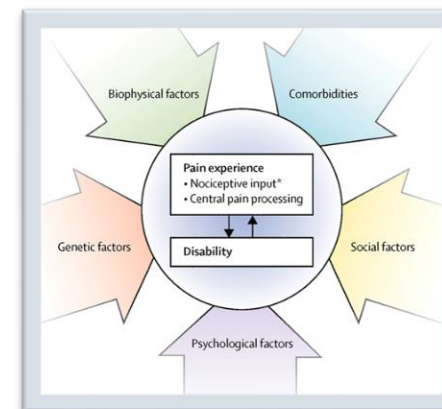 Biophysical factors
Comorbidities
Pain experience
• Nociceptive input*
• Central pain processing
Disability
Genetic factors
Social factors
Psychological factors